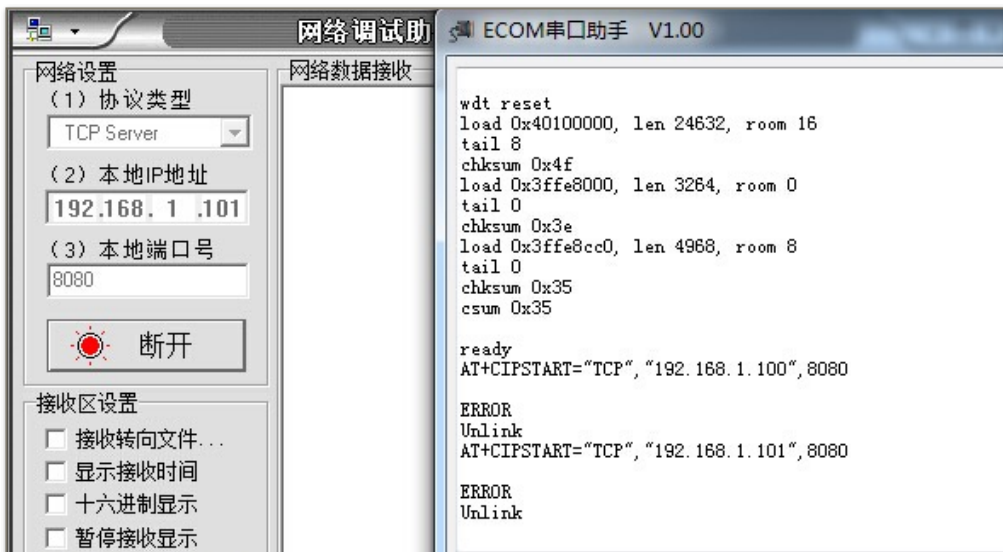 网络调试助
网络设置
(1) 协议类型
TCP Server
(2) 本地IP地址
192.168. 1 .101
(3) 本地端口号
8080
断开
接收区设置
接收转向文件...
显示接收时间
十六进制显示
暂停接收显示
网络数据接收
ECOM串口助手 V1.00
wdt reset
load 0x40100000, len 24632, room 16
tail 8
chksum 0x4f
load 0x3ffe8000, len 3264, room 0
tail 0
chksum 0x3e
load 0x3ffe8cc0, len 4968, room 8
tail 0
chksum 0x35
csum 0x35
ready
AT+CIPSTART="TCP","192.168.1.100",8080
ERROR
Unlink
AT+CIPSTART="TCP","192.168.1.101",8080
ERROR
Unlink